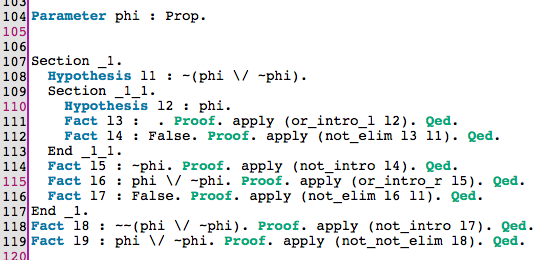 103
104 Parameter phi : Prop.
105
106
107 Section _1.
108 Hypothesis l1 : ~(phi \/ ~phi).
109 Section _1_1.
110 Hypothesis l2 : phi.
111 Fact l3 :  . Proof. apply (or_intro_l l2). Qed.
112 Fact l4 : False. Proof. apply (not_elim l3 l1). Qed.
113 End _1_1.
114 Fact l5 : ~phi. Proof. apply (not_intro l4). Qed.
115 Fact l6 : phi \/ ~phi. Proof. apply (or_intro_r l5). Qed.
116 Fact l7 : False. Proof. apply (not_elim l6 l1). Qed.
117 End _1.
118 Fact l8 : ~~(phi \/ ~phi). Proof. apply (not_intro l7). Qed.
119 Fact l9 : phi \/ ~phi. Proof. apply (not_not_elim l8). Qed.
120